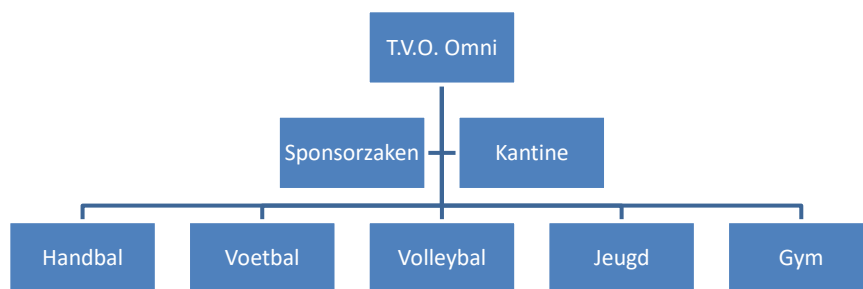 T.V.O. Omni
Sponsorzaken
Kantine
Handbal
Voetbal
Volleybal
Jeugd
Gym